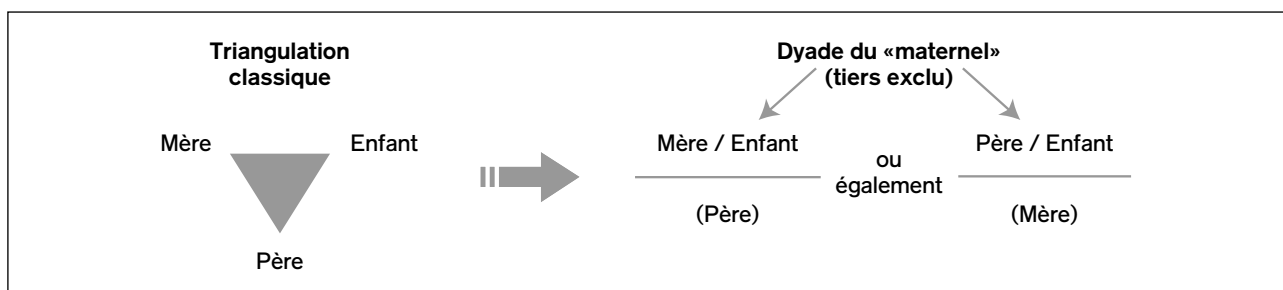 Triangulation
classique
Mère
Enfant
Père
Dyade du «maternel»
(tiers exclu)
Mère / Enfant
(Père)
ou
également
Père / Enfant
(Mère)